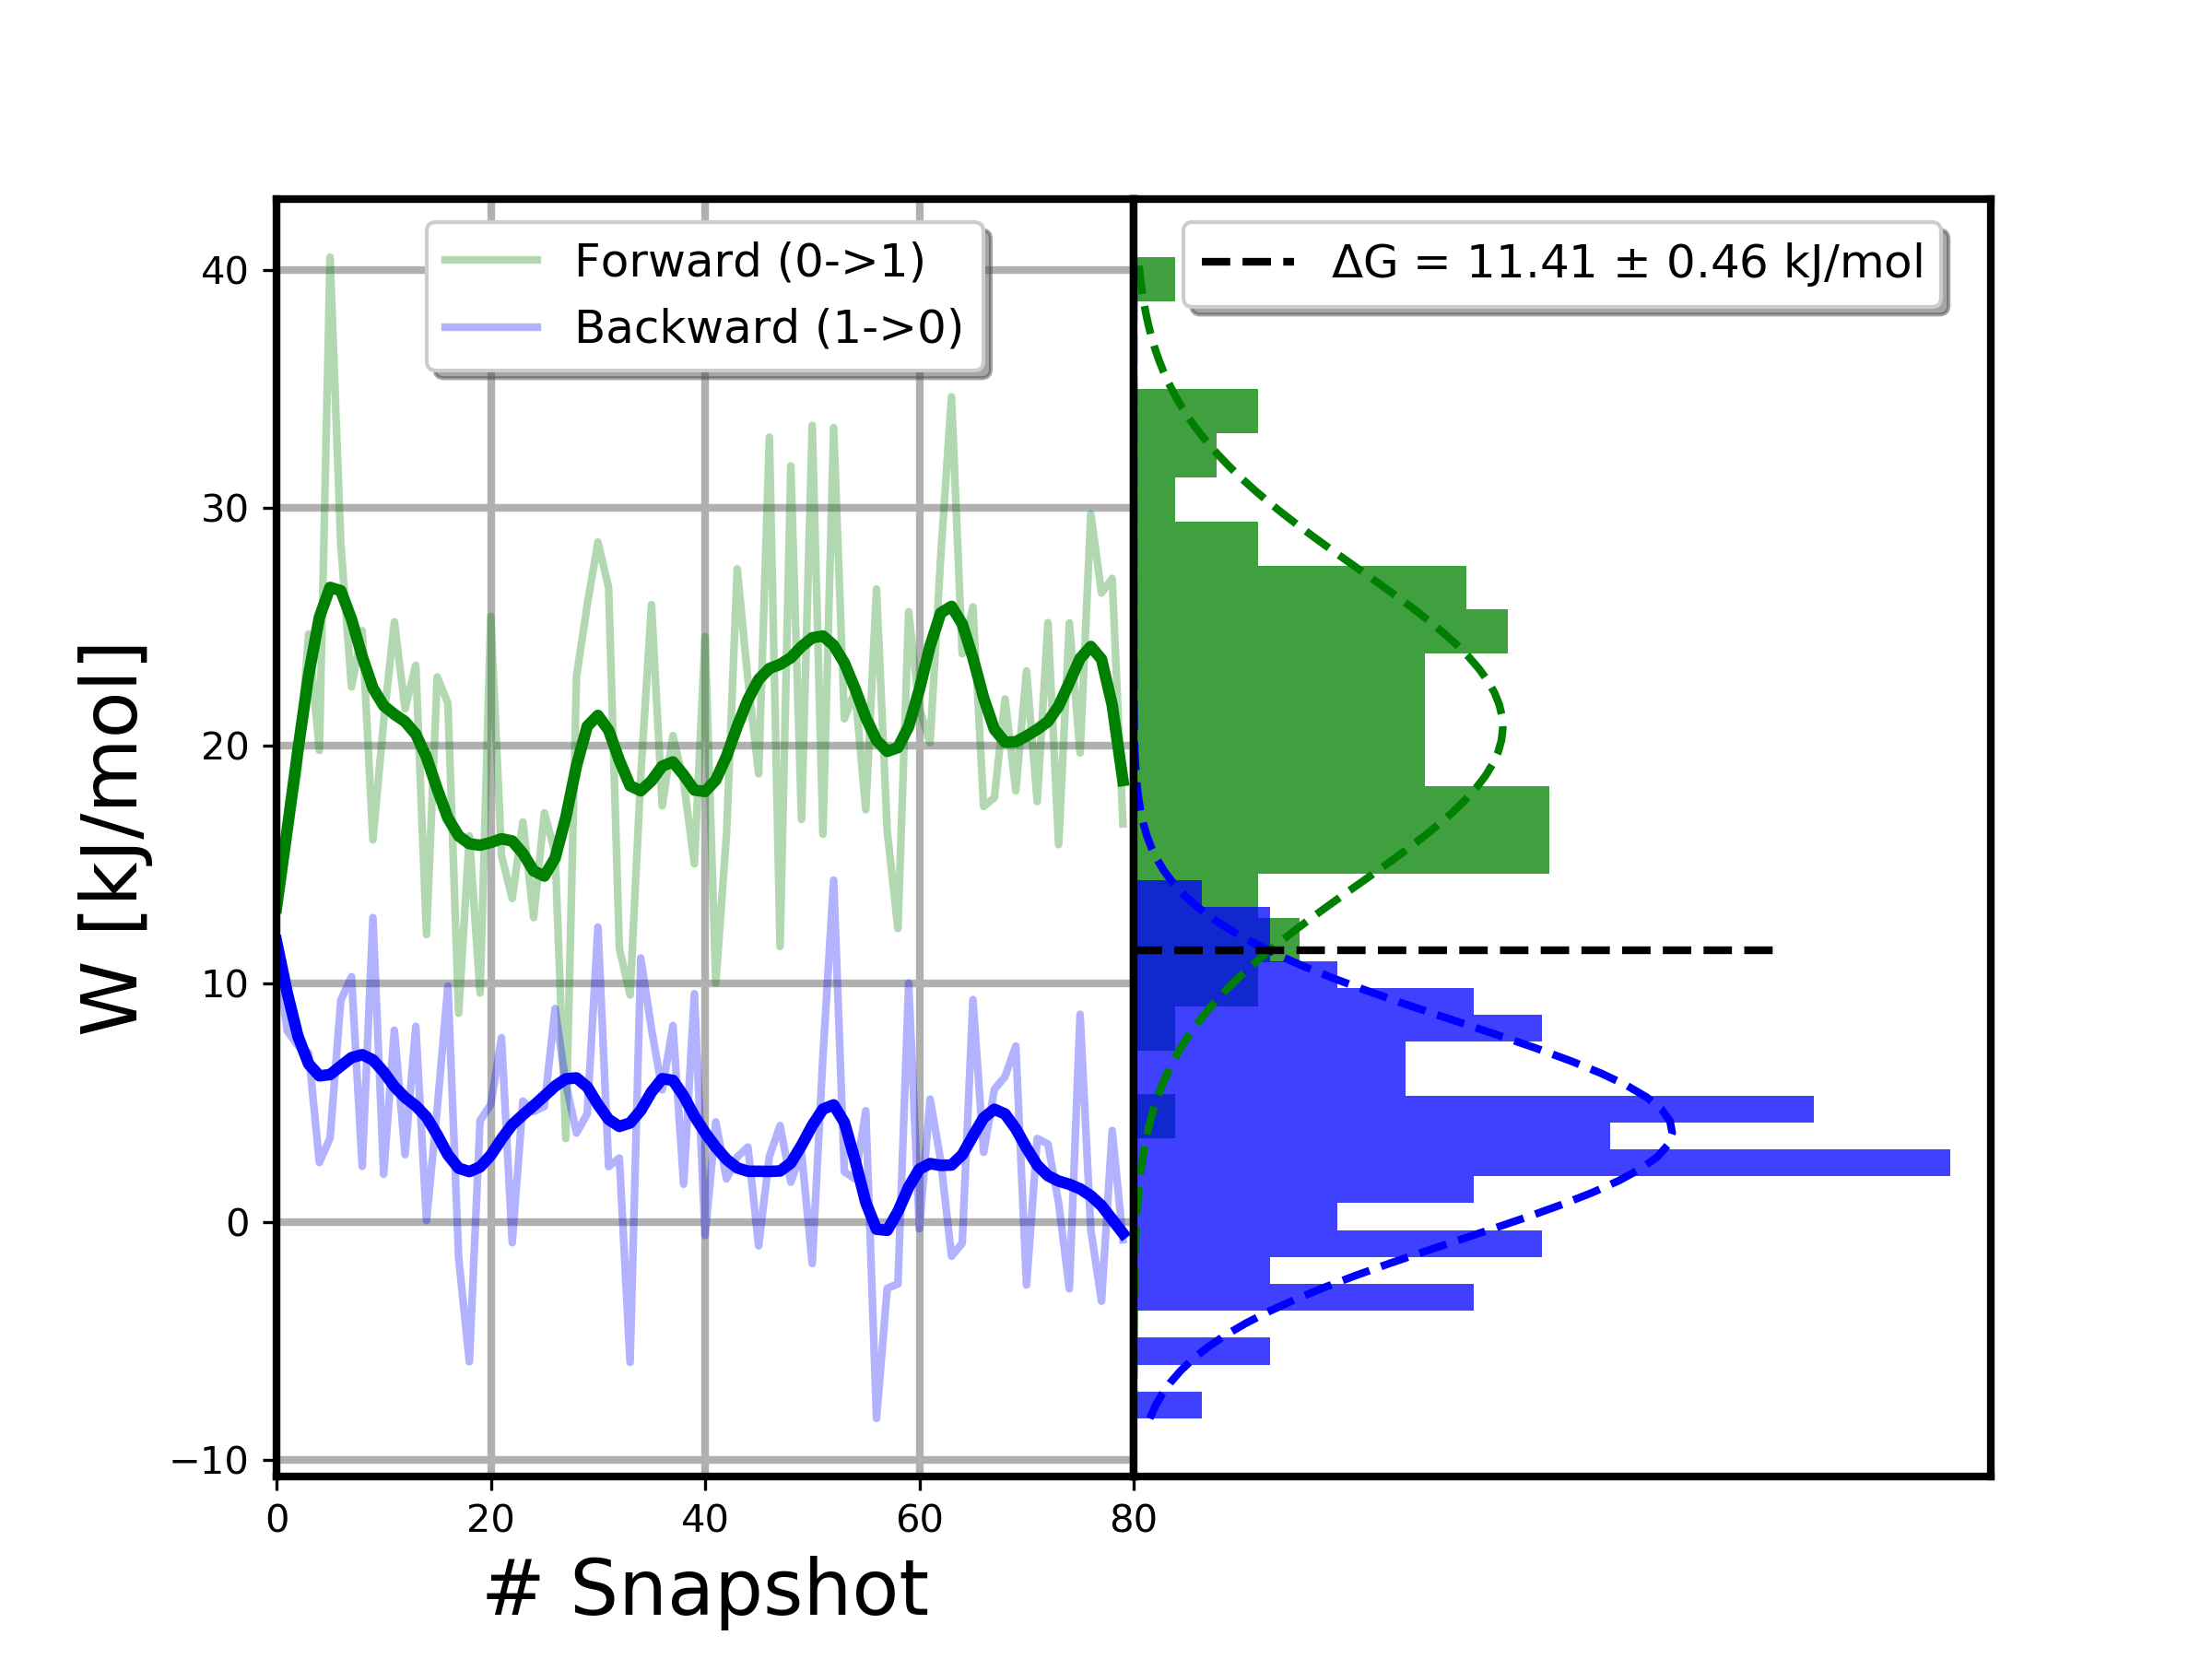 Forward (0->1)
Backward (1->0)
ΔG = 11.41 ± 0.46 kJ/mol
W [kJ/mol]
40
30
20
10
0
−10
0 20 40 60 80
# Snapshot